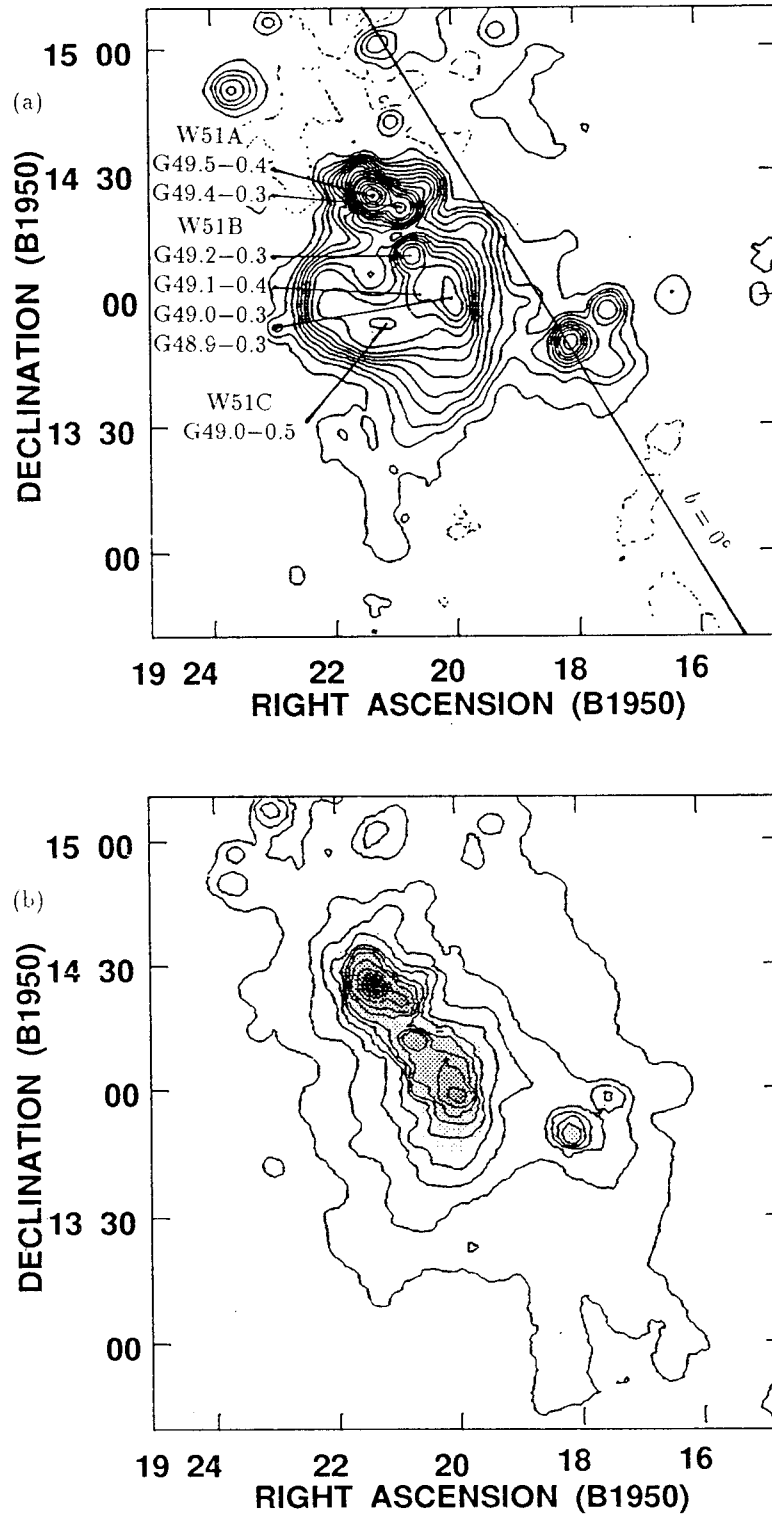 (a)
DECLINATION (B1950)
15 00
14 30
00
13 30
00
W51A
G49.5−0.4
G49.4−0.3
W51B
G49.2−0.3
G49.1−0.4
G49.0−0.3
G48.9−0.3
W51C
G49.0−0.5
b = 0°
19 24 22 20 18 16
RIGHT ASCENSION (B1950)
(b)
DECLINATION (B1950)
15 00
14 30
00
13 30
00
19 24 22 20 18 16
RIGHT ASCENSION (B1950)